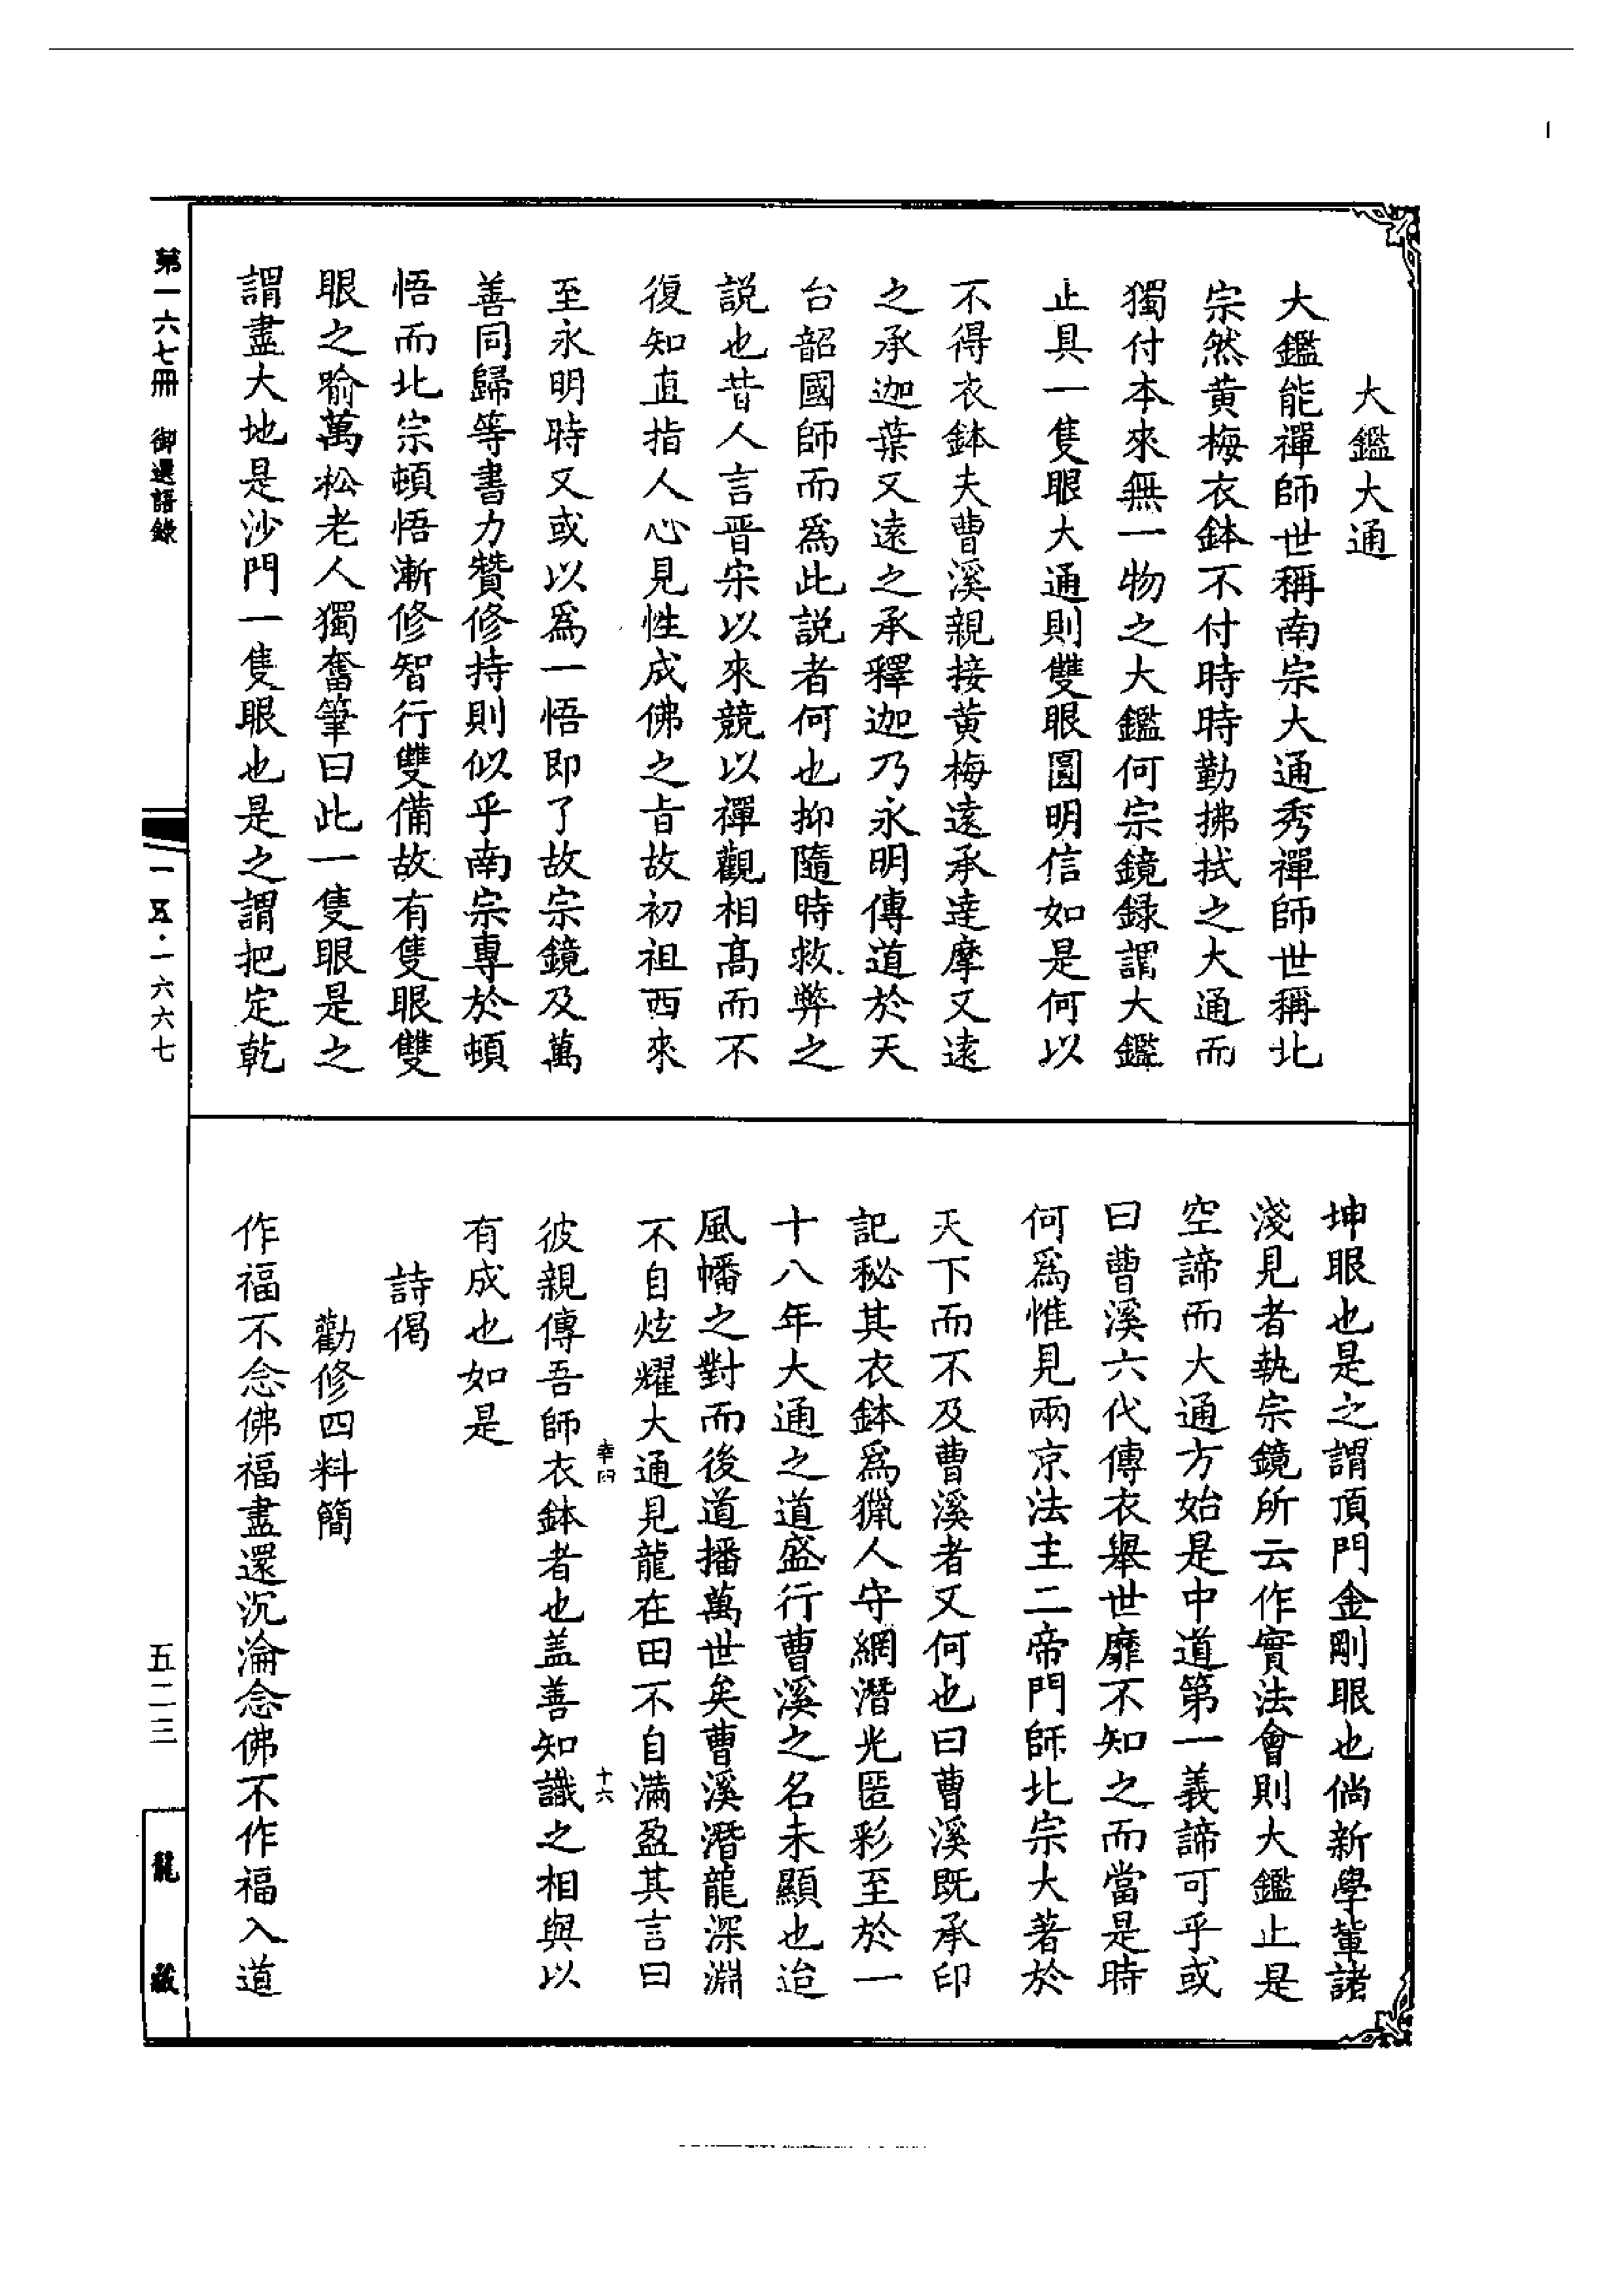 大鑑大通
大鑑能禪師世稱南宗大通秀禪師世稱北
宗然黄梅衣鉢不付時時勤拂拭之大通而
獨付本來無一物之大鑑何宗鏡録謂大鑑
止具一隻眼大通則雙眼圓明信如是何以
不得衣鉢夫曹溪親接黄梅遠承達摩又遠
之承迦葉又遠之承釋迦乃永明傳道於天
台韶國師而爲此説者何也抑隨時救弊之
説也昔人言晋宋以來競以禪觀相髙而不
復知直指人心見性成佛之旨故初祖西來
至永明時又或以爲一悟即了故宗鏡及萬
善同歸等書力贊修持則似乎南宗專於頓
悟而北宗頓悟漸修智行雙備故有隻眼雙
眼之喻萬松老人獨奮筆曰此一隻眼是之
謂盡大地是沙門一隻眼也是之謂把定乾
坤眼也是之謂頂門金剛眼也倘新學輩諸
淺見者執宗鏡所云作實法會則大鑑止是
空諦而大通方始是中道第一義諦可乎或
曰曹溪六代傳衣舉世靡不知之而當是時
何爲惟見兩京法主二帝門師北宗大著於
天下而不及曹溪者又何也曰曹溪既承印
記秘其衣鉢爲獵人守網潛光匿彩至於一
十八年大通之道盛行曹溪之名未顯也迨
風幡之對而後道播萬世矣曹溪潛龍深淵
不自炫耀大通見龍在田不自滿盈其言曰
彼親傳吾師衣鉢者也盖善知識之相與以
有成也如是
詩偈
勸修四料簡
作福不念佛福盡還沉淪念佛不作福入道
十六
第一六七冊 御選語錄
一五·一六六七
五二三
龍藏